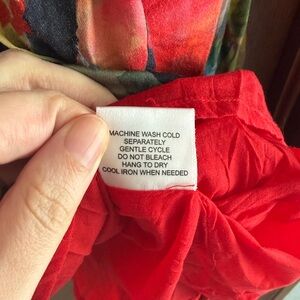 MACHINE WASH COLD
SEPARATELY
GENTLE CYCLE
DO NOT BLEACH
HANG TO DRY
COOL IRON WHEN NEEDED